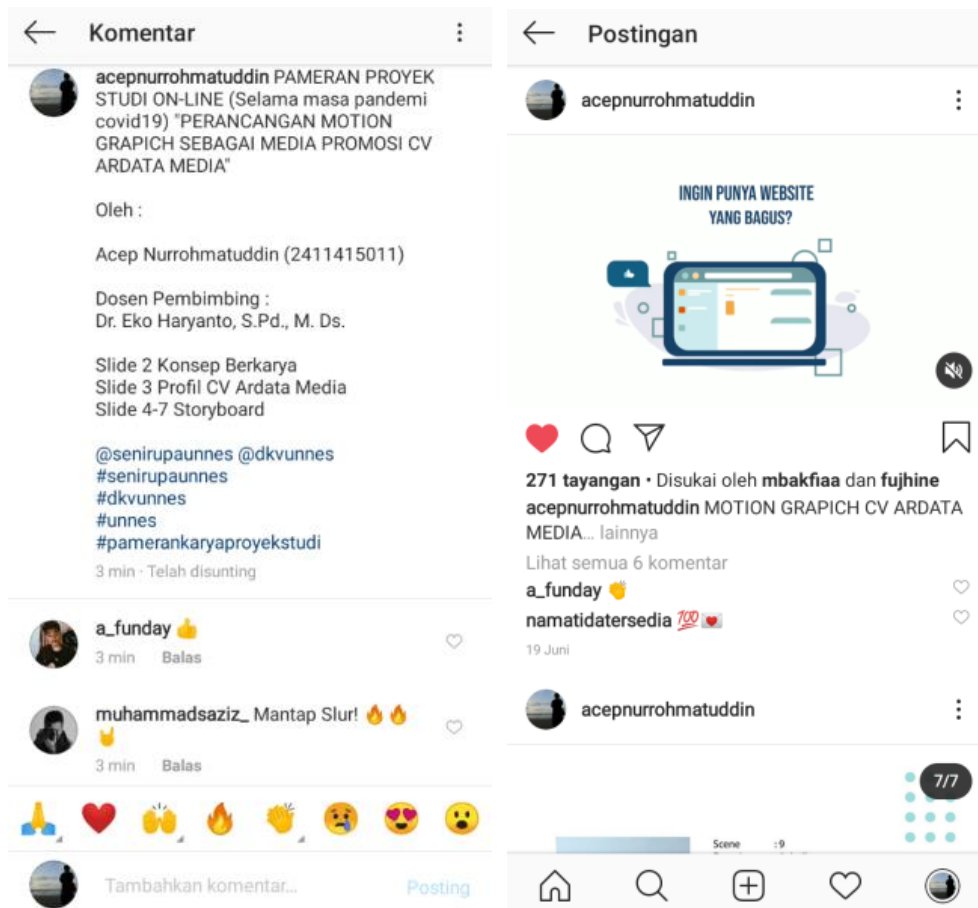 Komentar
acepnurrohmatuddin PAMERAN PROYEK
STUDI ON-LINE (Selama masa pandemi
covid19) "PERANCANGAN MOTION
GRAPICH SEBAGAI MEDIA PROMOSI CV
ARDATA MEDIA"
Oleh :
Acep Nurrohmatuddin (2411415011)
Dosen Pembimbing :
Dr. Eko Haryanto, S.Pd., M. Ds.
Slide 2 Konsep Berkarya
Slide 3 Profil CV Ardata Media
Slide 4-7 Storyboard
@senirupaunnes @dkvunnes
#senirupaunnes
#dkvunnes
#unnes
#pamerankaryaproyekstudi
3 min · Telah disunting
a_funday 👍
3 min Balas
muhammadsaziz_ Mantap Slur! 🔥🔥
🤘
3 min Balas
🙏 ❤️ 🙌 🔥 👏 😢 😍 😮
Tambahkan komentar... Posting
Postingan
acepnurrohmatuddin
INGIN PUNYA WEBSITE
YANG BAGUS?
271 tayangan · Disukai oleh mbakfiaa dan fujhine
acepnurrohmatuddin MOTION GRAPICH CV ARDATA
MEDIA... lainnya
Lihat semua 6 komentar
a_funday 👏
namatidatersedia 💯💌
19 Juni
acepnurrohmatuddin
7/7
Scene : 9